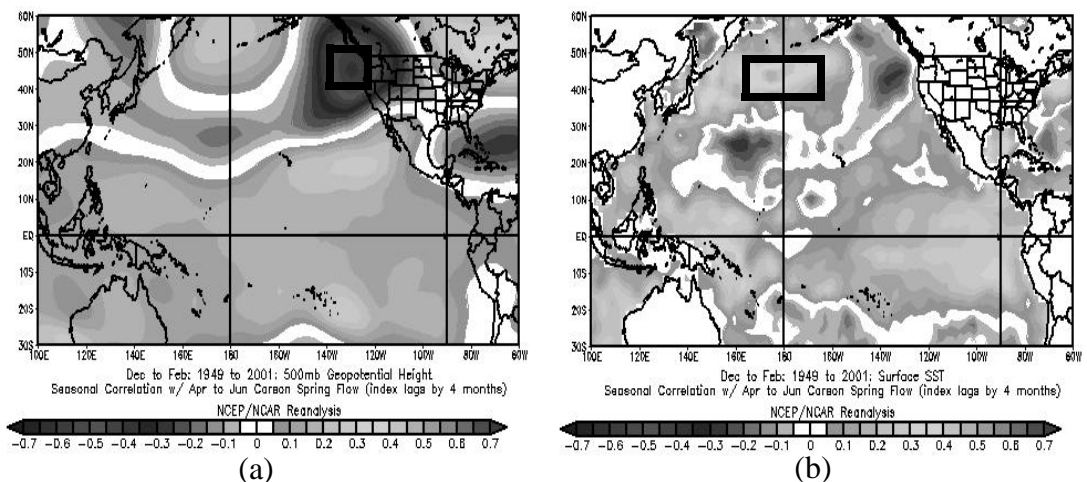 60N
50N
40N
30N
20N
10N
EQ
10S
20S
30S
100E 120E 140E 160E 180 160W 140W 120W 100W 80W 60W
Dec to Feb: 1949 to 2001: 500mb Geopotential Height
Seasonal Correlation w/ Apr to Jun Carson Spring Flow (index lags by 4 months)
NCEP/NCAR Reanalysis
-0.7 -0.6 -0.5 -0.4 -0.3 -0.2 -0.1 0 0.1 0.2 0.3 0.4 0.5 0.6 0.7
(a)
60N
50N
40N
30N
20N
10N
EQ
10S
20S
30S
100E 120E 140E 160E 180 160W 140W 120W 100W 80W 60W
Dec to Feb: 1949 to 2001: Surface SST
Seasonal Correlation w/ Apr to Jun Carson Spring Flow (index lags by 4 months)
NCEP/NCAR Reanalysis
-0.7 -0.6 -0.5 -0.4 -0.3 -0.2 -0.1 0 0.1 0.2 0.3 0.4 0.5 0.6 0.7
(b)